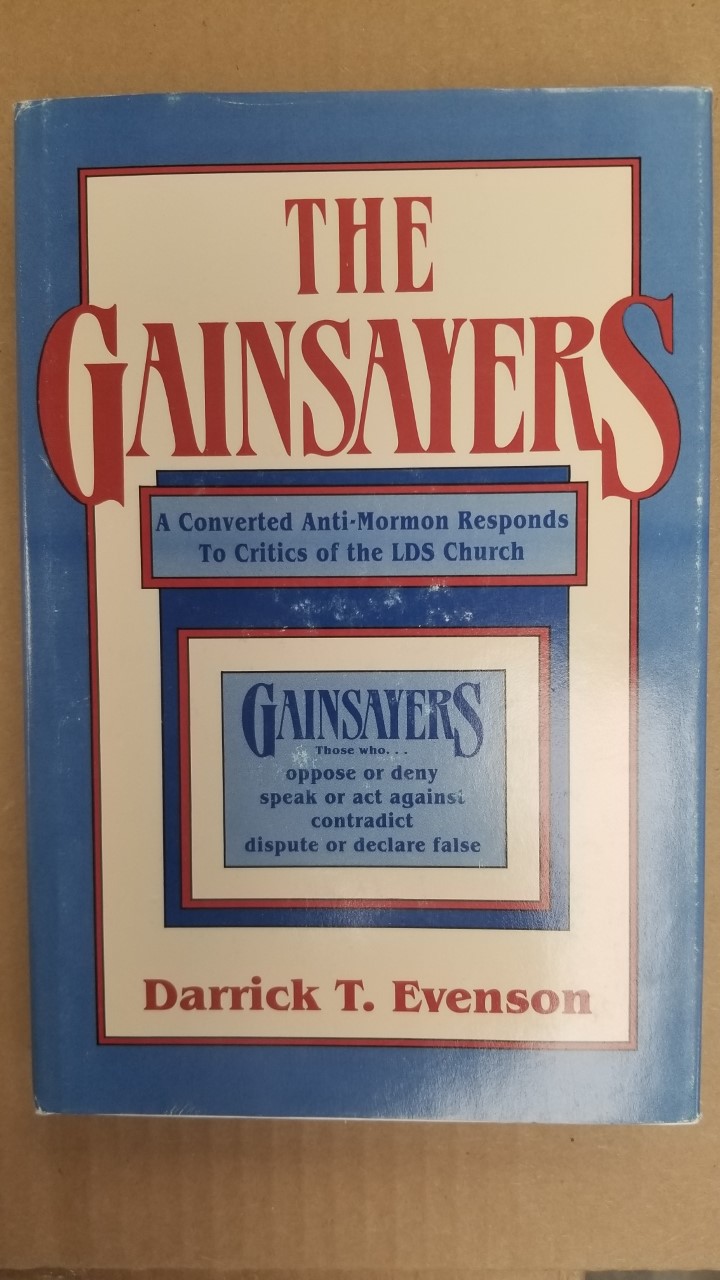 THE
GAINSAYERS
A Converted Anti-Mormon Responds
To Critics of the LDS Church
GAINSAYERS
Those who. . .
oppose or deny
speak or act against
contradict
dispute or declare false
Darrick T. Evenson